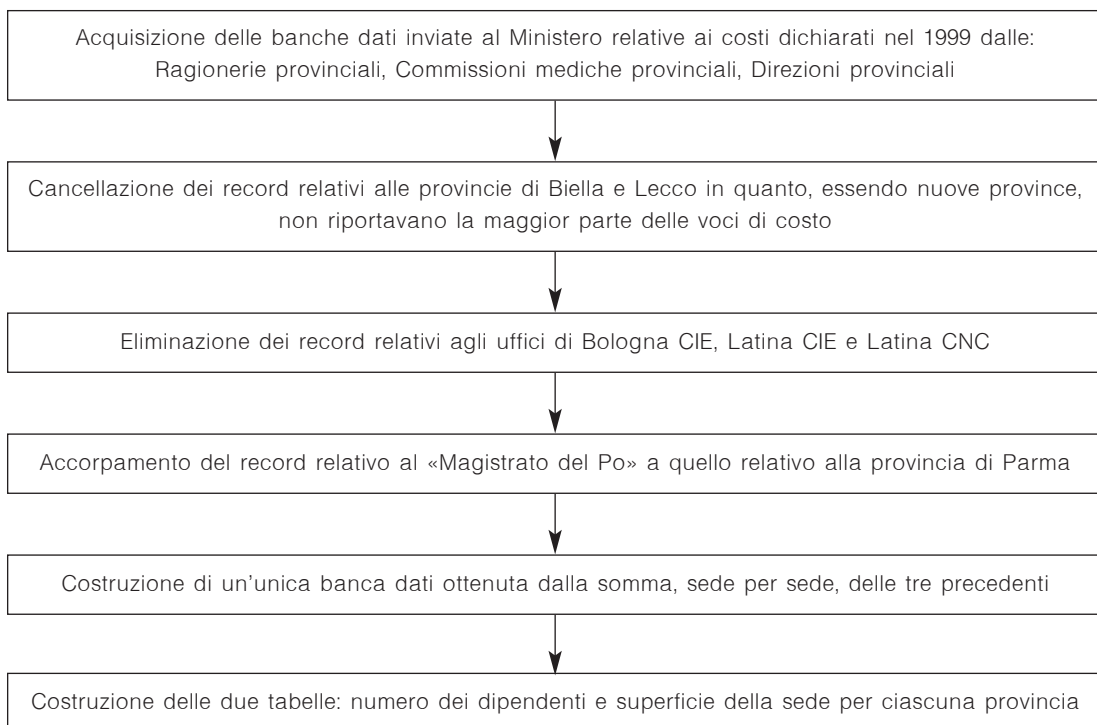 Acquisizione delle banche dati inviate al Ministero relative ai costi dichiarati nel 1999 dalle:
Ragionerie provinciali, Commissioni mediche provinciali, Direzioni provinciali
Cancellazione dei record relativi alle provincie di Biella e Lecco in quanto, essendo nuove province,
non riportavano la maggior parte delle voci di costo
Eliminazione dei record relativi agli uffici di Bologna CIE, Latina CIE e Latina CNC
Accorpamento del record relativo al «Magistrato del Po» a quello relativo alla provincia di Parma
Costruzione di un'unica banca dati ottenuta dalla somma, sede per sede, delle tre precedenti
Costruzione delle due tabelle: numero dei dipendenti e superficie della sede per ciascuna provincia